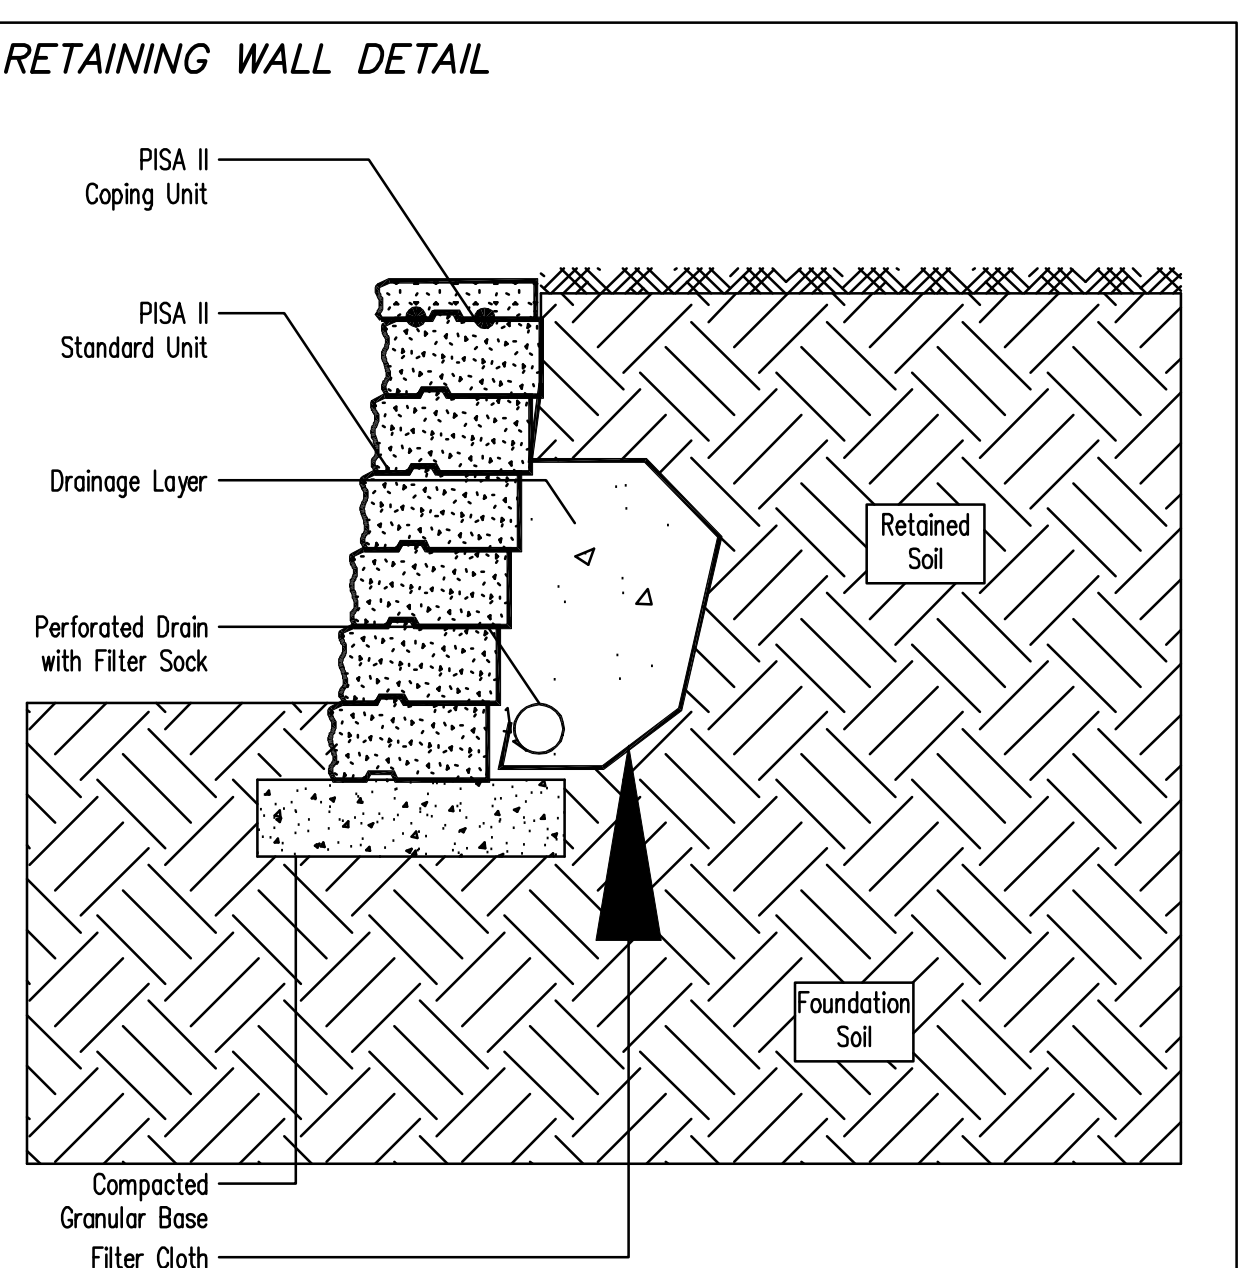 RETAINING WALL DETAIL
PISA II
Coping Unit
PISA II
Standard Unit
Drainage Layer
Retained
Soil
Perforated Drain
with Filter Sock
Foundation
Soil
Compacted
Granular Base
Filter Cloth